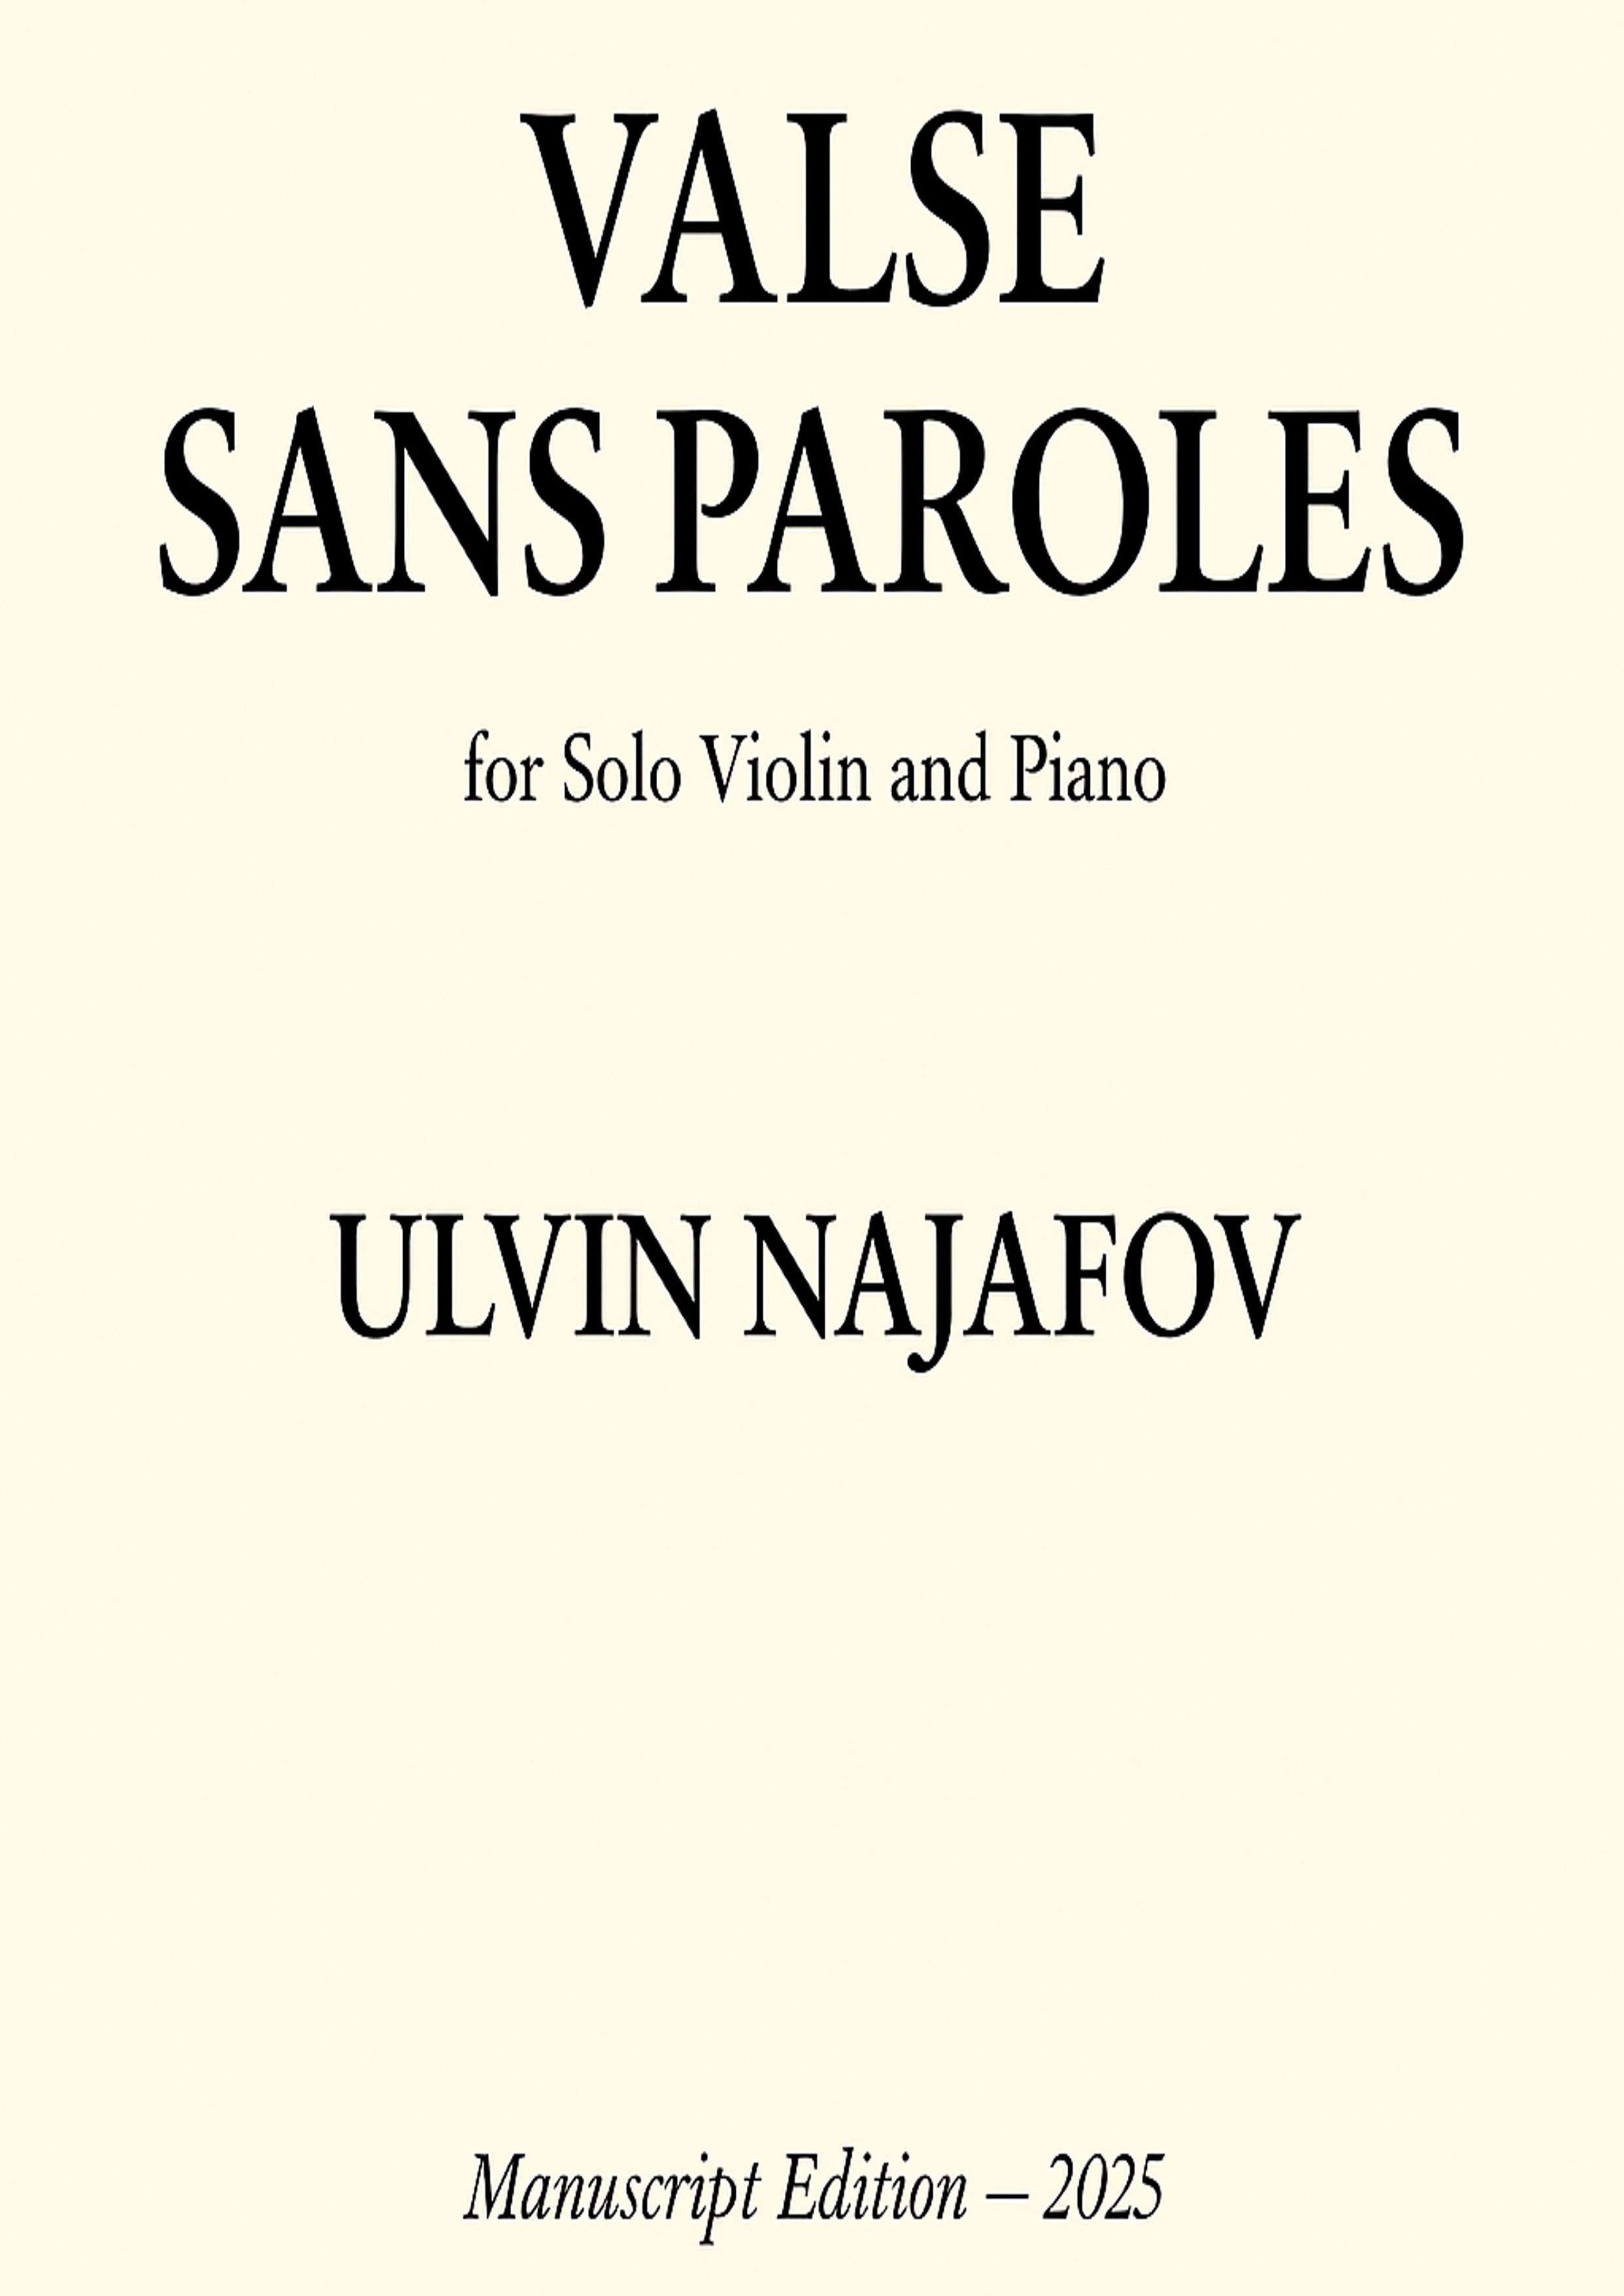 VALSE
SANS PAROLES
for Solo Violin and Piano
ULVIN NAJAFOV
Manuscript Edition – 2025